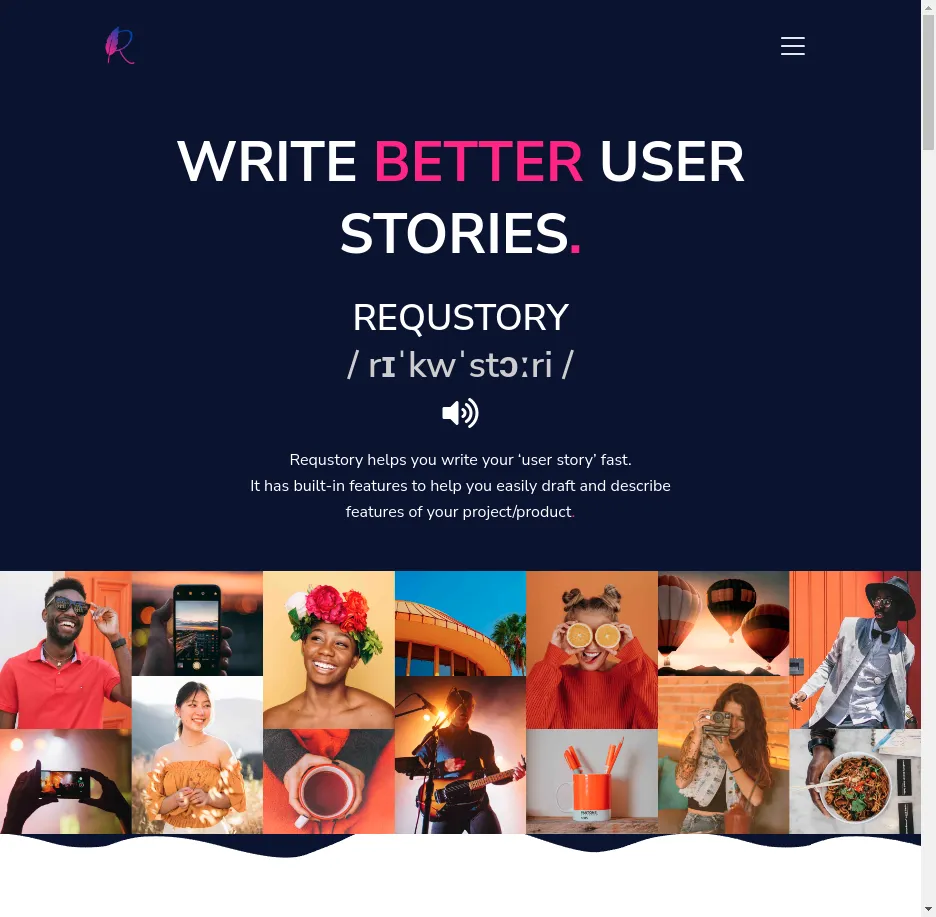 WRITE BETTER USER
STORIES.
REQUSTORY
/ rɪˈkwˈstɔːri /
Requstory helps you write your ‘user story’ fast.
It has built-in features to help you easily draft and describe
features of your project/product.